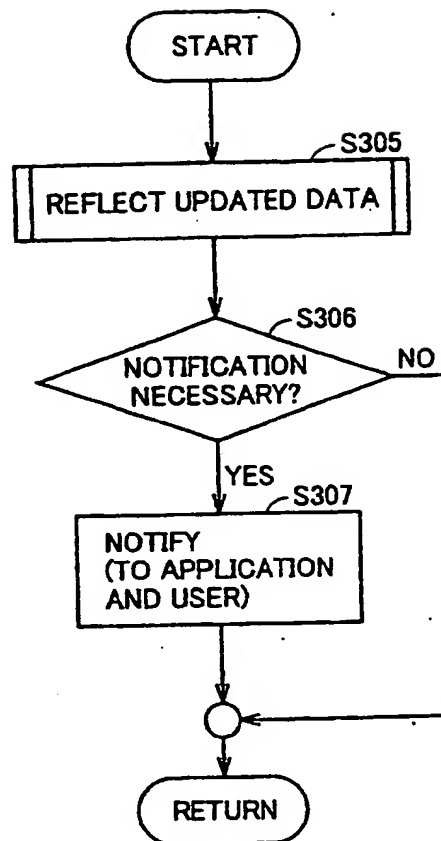 START
S305
REFLECT UPDATED DATA
S306
NOTIFICATION
NECESSARY?
NO
YES
S307
NOTIFY
(TO APPLICATION
AND USER)
RETURN